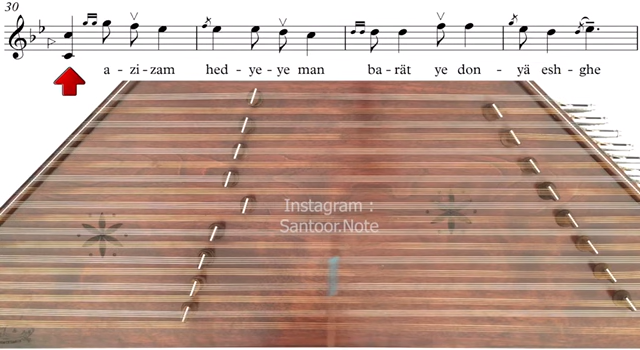 30
a - zi - zam hed - ye - ye man ba - rät ye don - yä esh - ghe
Instagram :
Santoor.Note